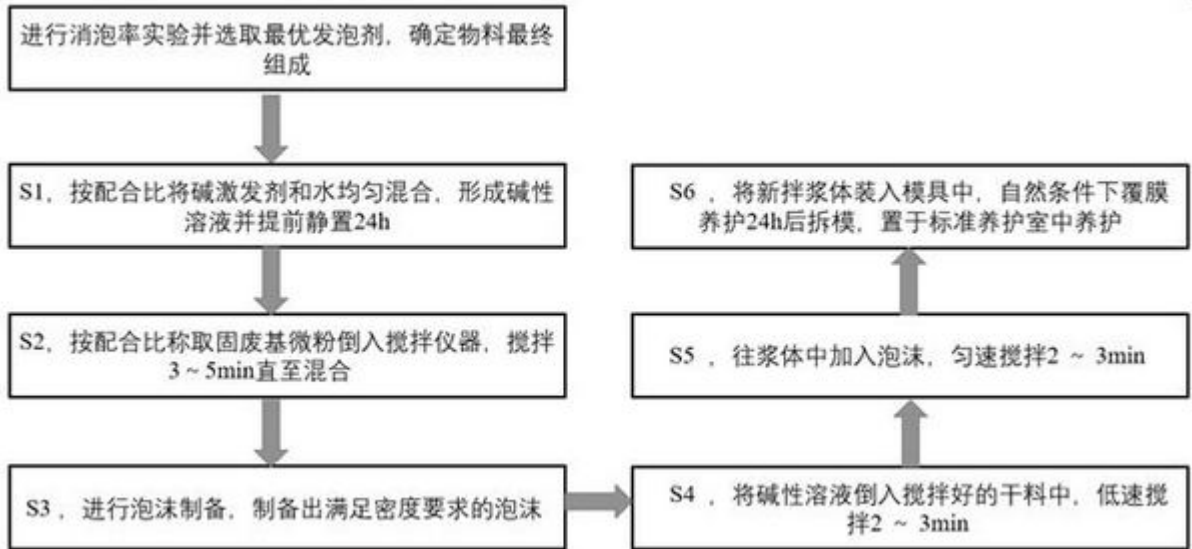 进行消泡率实验并选取最优发泡剂，确定物料最终
组成
S1，按配合比将碱激发剂和水均匀混合，形成碱性
溶液并提前静置24h
S2，按配合比称取固废基微粉倒入搅拌仪器，搅拌
3～5min直至混合
S3，进行泡沫制备，制备出满足密度要求的泡沫
S4，将碱性溶液倒入搅拌好的干料中，低速搅
拌2 ～ 3min
S5，往浆体中加入泡沫，匀速搅拌2 ～ 3min
S6，将新拌浆体装入模具中，自然条件下覆膜
养护24h后拆模，置于标准养护室中养护